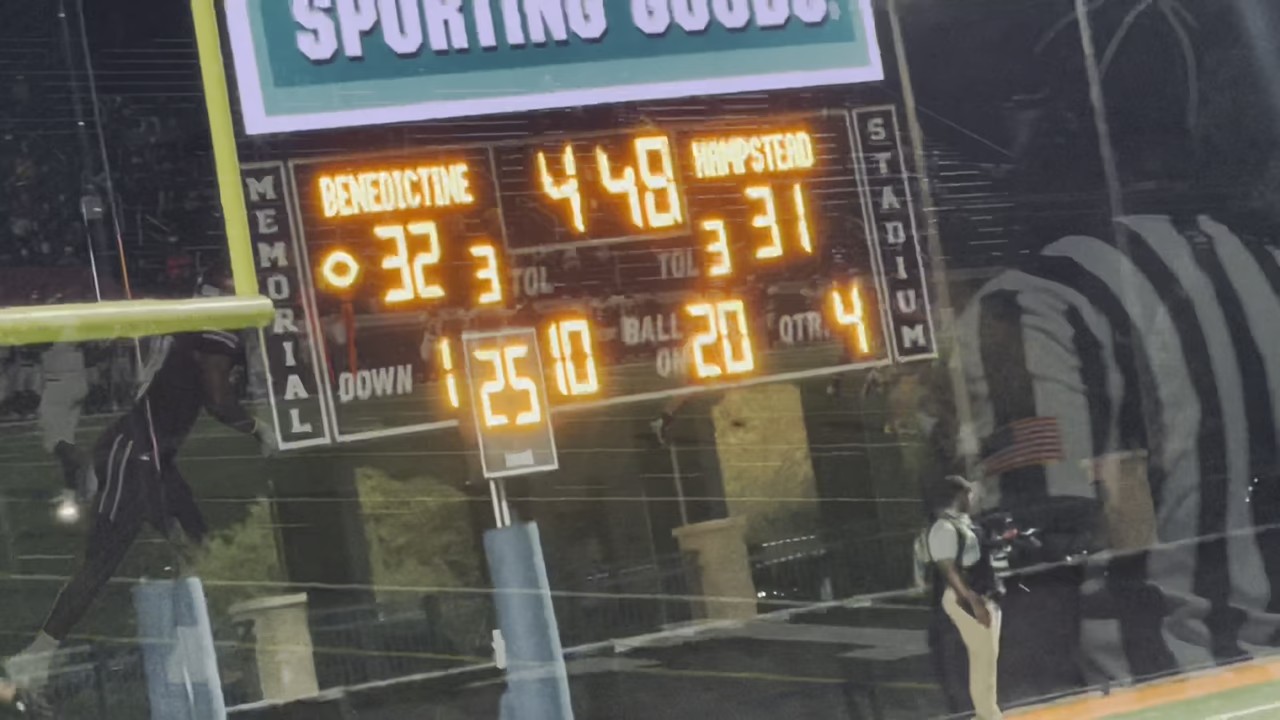 SPORTING GOODS
MEMORIAL
BENEDICTINE 4 48 HAMPSTEAD
32 3 TOL TOL 3 31
DOWN 1 25 10 BALL ON 20 QTR. 4
STADIUM